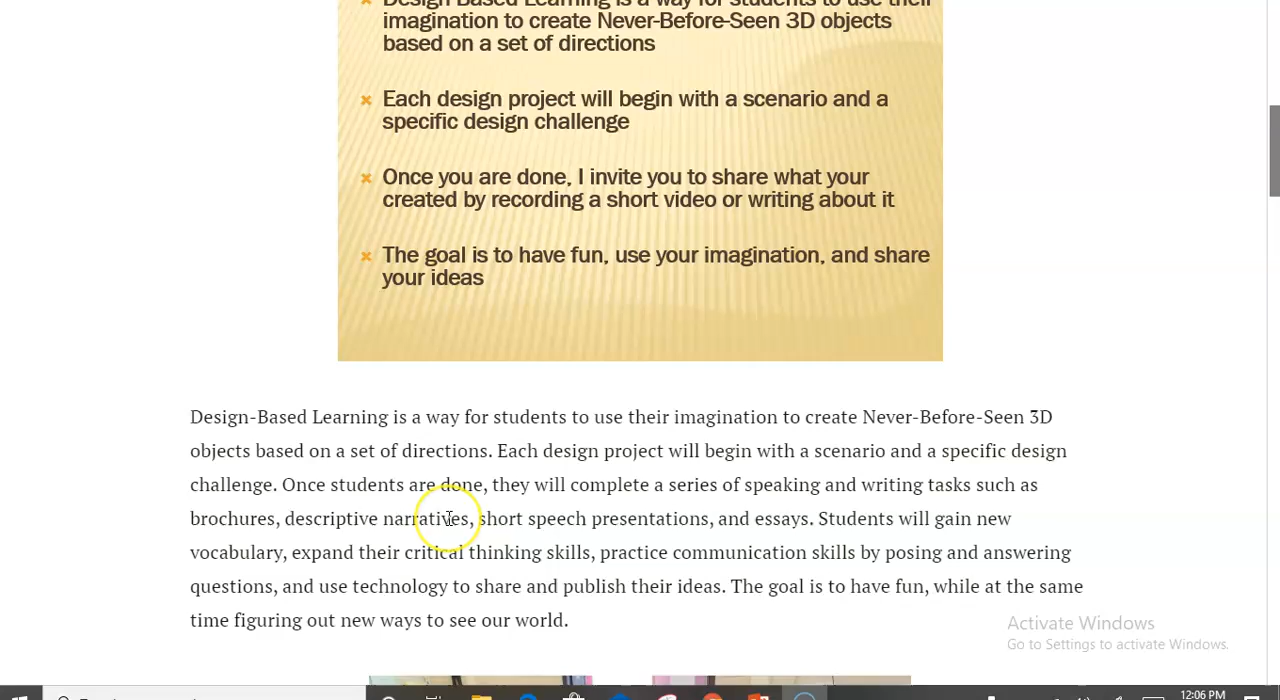 Design Based Learning is a way for students to use their
imagination to create Never-Before-Seen 3D objects
based on a set of directions
Each design project will begin with a scenario and a
specific design challenge
Once you are done, I invite you to share what your
created by recording a short video or writing about it
The goal is to have fun, use your imagination, and share
your ideas
Design-Based Learning is a way for students to use their imagination to create Never-Before-Seen 3D
objects based on a set of directions. Each design project will begin with a scenario and a specific design
challenge. Once students are done, they will complete a series of speaking and writing tasks such as
brochures, descriptive narratives, short speech presentations, and essays. Students will gain new
vocabulary, expand their critical thinking skills, practice communication skills by posing and answering
questions, and use technology to share and publish their ideas. The goal is to have fun, while at the same
time figuring out new ways to see our world.
Activate Windows
Go to Settings to activate Windows.
12:06 PM